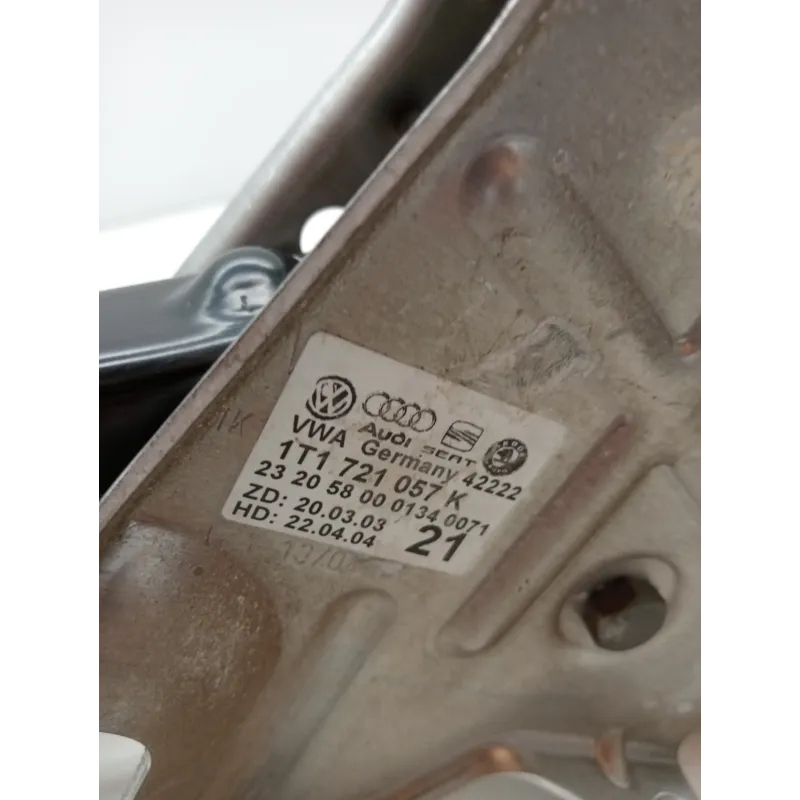 Audi SEAT
VWA Germany 42222
1T1 721 057 K
23 20 58 00 0134 0071
ZD: 20.03.03
HD: 22.04.04 21
1K